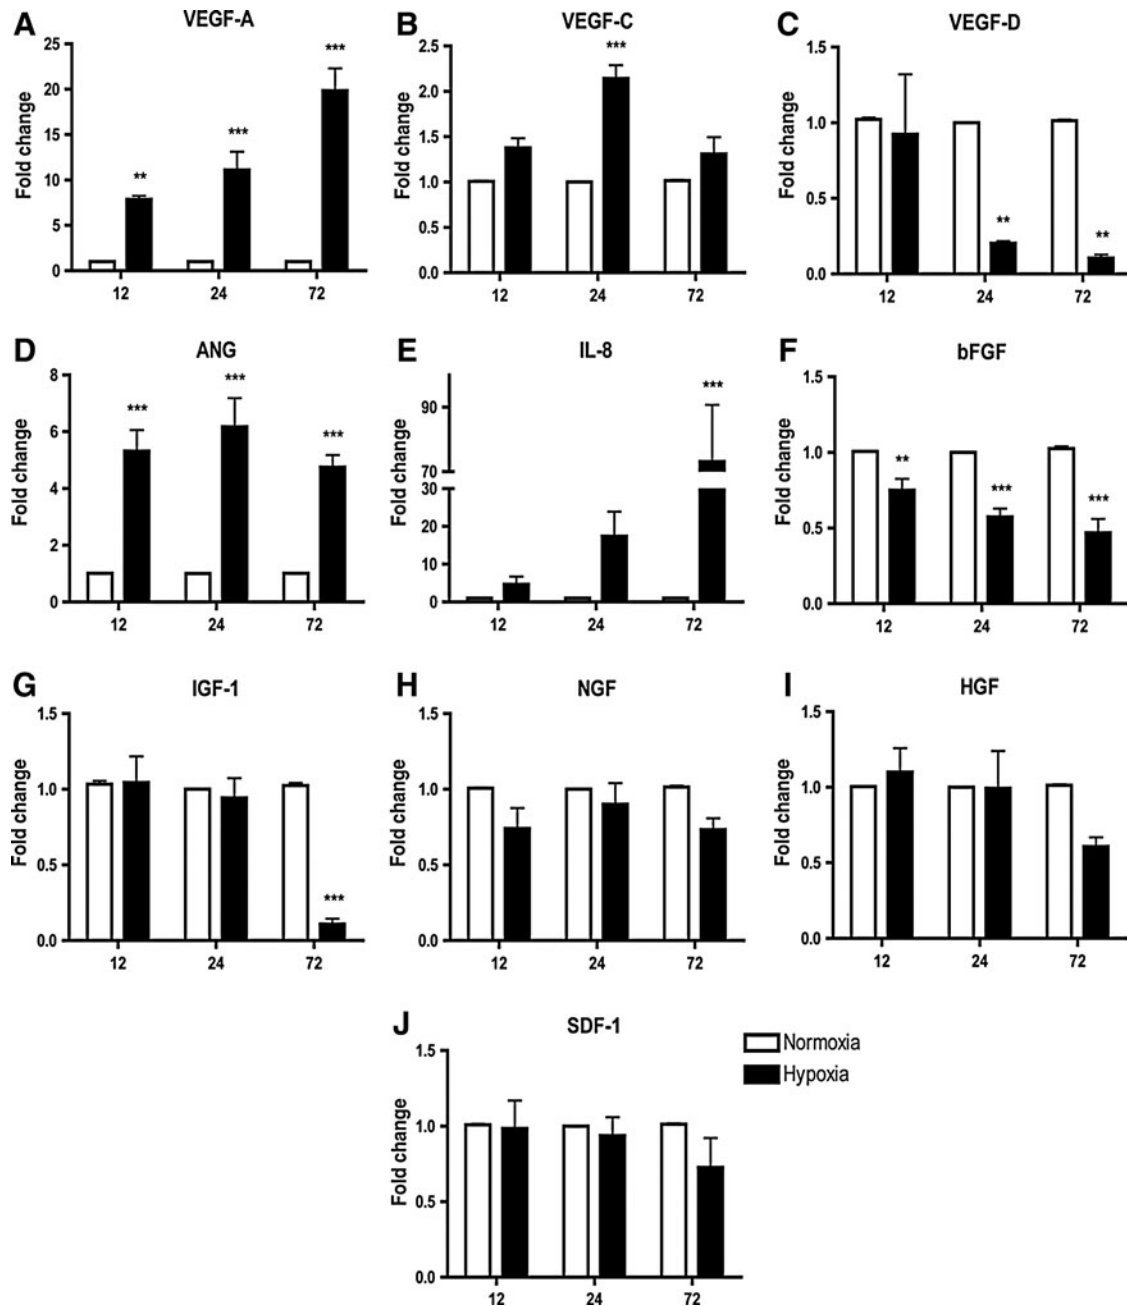 A VEGF-A
Fold change
25
20
15
10
5
0
**
***
***
12 24 72
B VEGF-C
Fold change
2.5
2.0
1.5
1.0
0.5
0.0
***
12 24 72
C VEGF-D
Fold change
1.5
1.0
0.5
0.0
**
**
12 24 72
D ANG
Fold change
8
6
4
2
0
***
***
***
12 24 72
E IL-8
Fold change
90
70
30
20
10
0
***
12 24 72
F bFGF
Fold change
1.5
1.0
0.5
0.0
**
***
***
12 24 72
G IGF-1
Fold change
1.5
1.0
0.5
0.0
***
12 24 72
H NGF
Fold change
1.5
1.0
0.5
0.0
12 24 72
I HGF
Fold change
1.5
1.0
0.5
0.0
12 24 72
J SDF-1
Fold change
1.5
1.0
0.5
0.0
12 24 72
Normoxia
Hypoxia